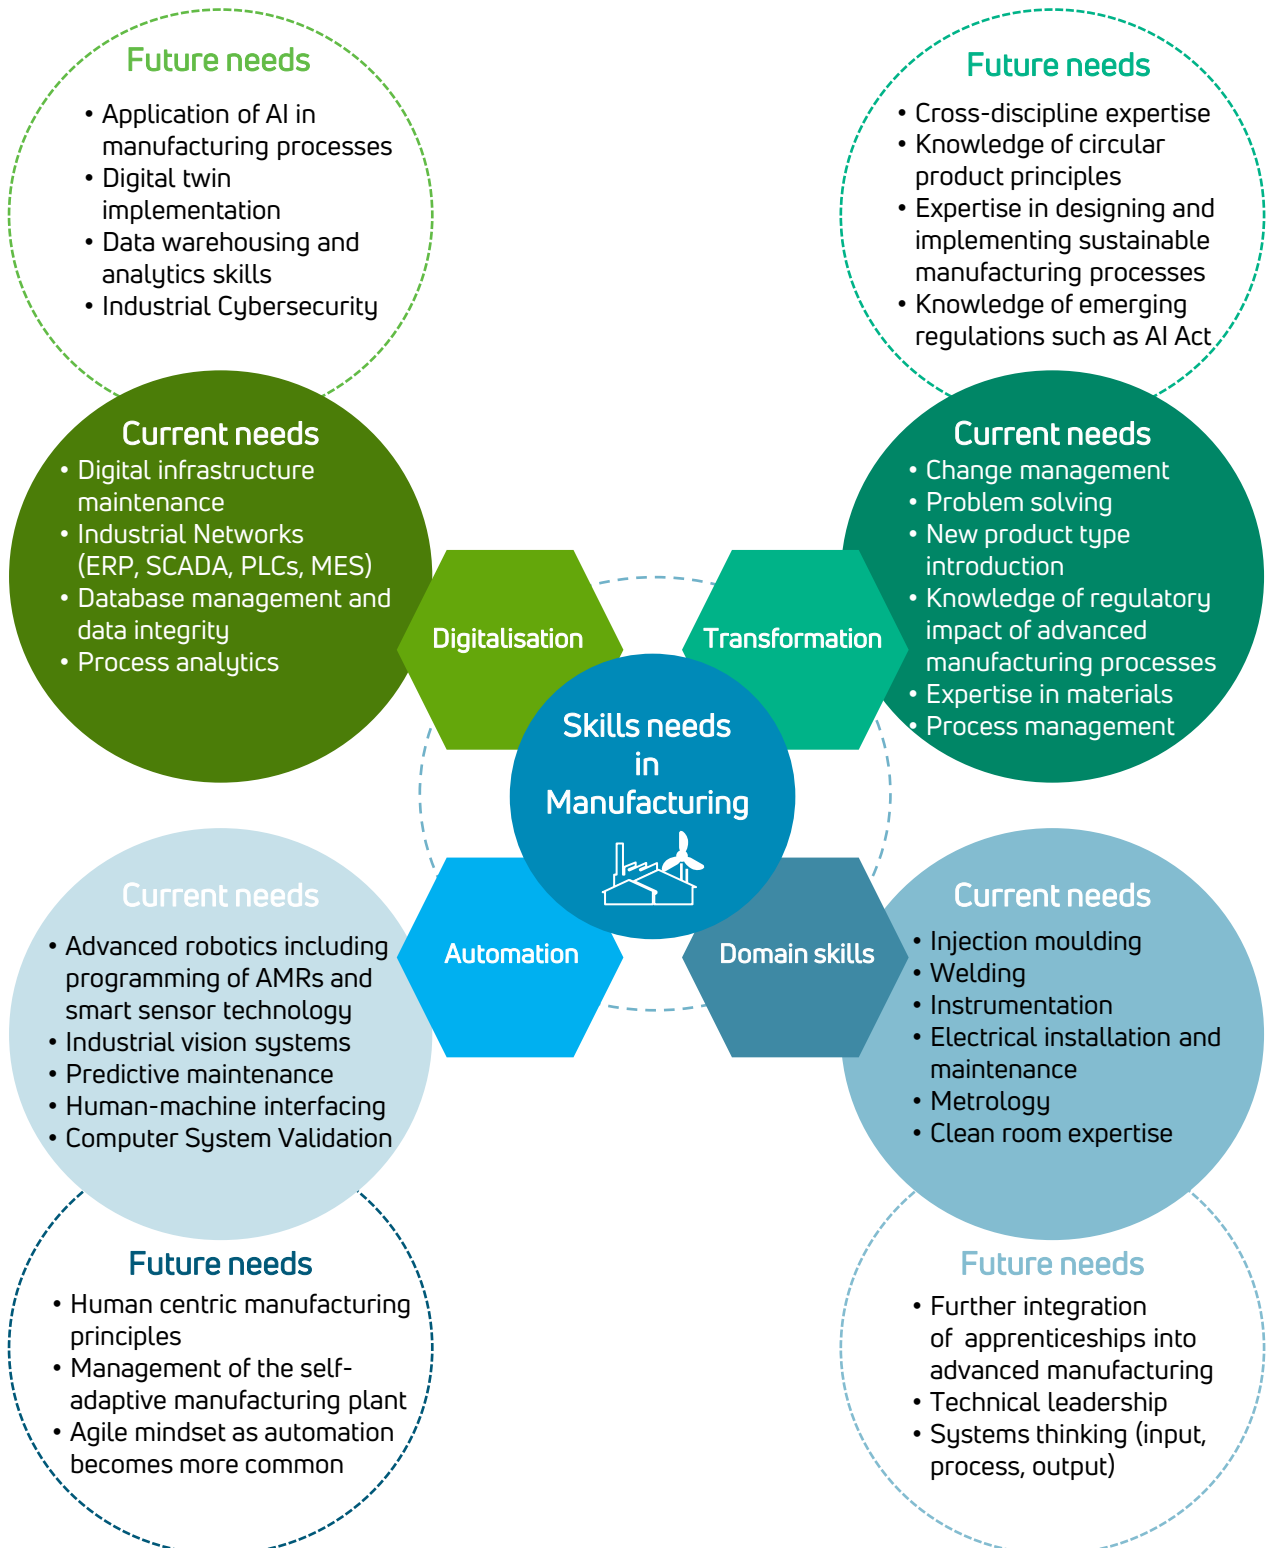 Future needs
• Application of AI in
manufacturing processes
• Digital twin
implementation
• Data warehousing and
analytics skills
• Industrial Cybersecurity
Future needs
• Cross-discipline expertise
• Knowledge of circular
product principles
• Expertise in designing and
implementing sustainable
manufacturing processes
• Knowledge of emerging
regulations such as AI Act
Current needs
• Digital infrastructure
maintenance
• Industrial Networks
(ERP, SCADA, PLCs, MES)
• Database management and
data integrity
• Process analytics
Current needs
• Change management
• Problem solving
• New product type
introduction
• Knowledge of regulatory
impact of advanced
manufacturing processes
• Expertise in materials
• Process management
Digitalisation
Transformation
Skills needs
in
Manufacturing
Automation
Domain skills
Current needs
• Advanced robotics including
programming of AMRs and
smart sensor technology
• Industrial vision systems
• Predictive maintenance
• Human-machine interfacing
• Computer System Validation
Current needs
• Injection moulding
• Welding
• Instrumentation
• Electrical installation and
maintenance
• Metrology
• Clean room expertise
Future needs
• Human centric manufacturing
principles
• Management of the self-
adaptive manufacturing plant
• Agile mindset as automation
becomes more common
Future needs
• Further integration
of apprenticeships into
advanced manufacturing
• Technical leadership
• Systems thinking (input,
process, output)